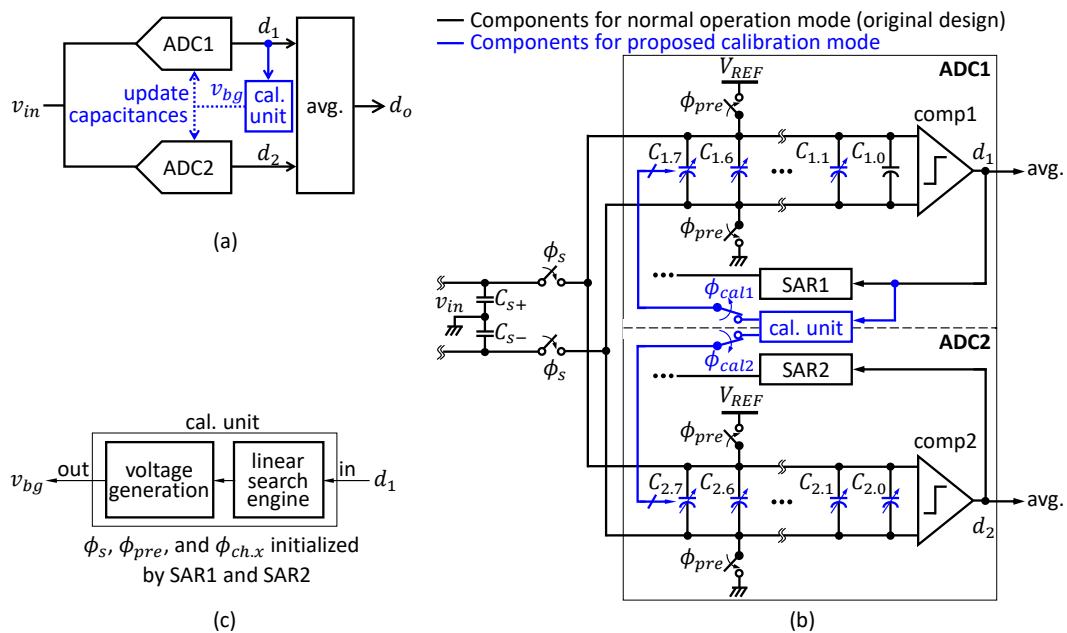 Components for normal operation mode (original design)
Components for proposed calibration mode
ADC1
d₁
v_in
update
capacitances
v_bg
cal.
unit
avg.
d_o
ADC2
d₂
(a)
ADC1
V_REF
ϕ_pre
comp1
C_1.7
C_1.6
C_1.1
C_1.0
•••
d₁
avg.
ϕ_pre
ϕ_s
•••
SAR1
v_in
C_s+
C_s−
ϕ_cal1
cal. unit
ϕ_s
ADC2
ϕ_cal2
•••
SAR2
V_REF
ϕ_pre
comp2
C_2.7
C_2.6
C_2.1
C_2.0
•••
avg.
d₂
ϕ_pre
(b)
cal. unit
v_bg
out
voltage
generation
linear
search
engine
in
d₁
ϕ_s, ϕ_pre, and ϕ_ch.x initialized
by SAR1 and SAR2
(c)